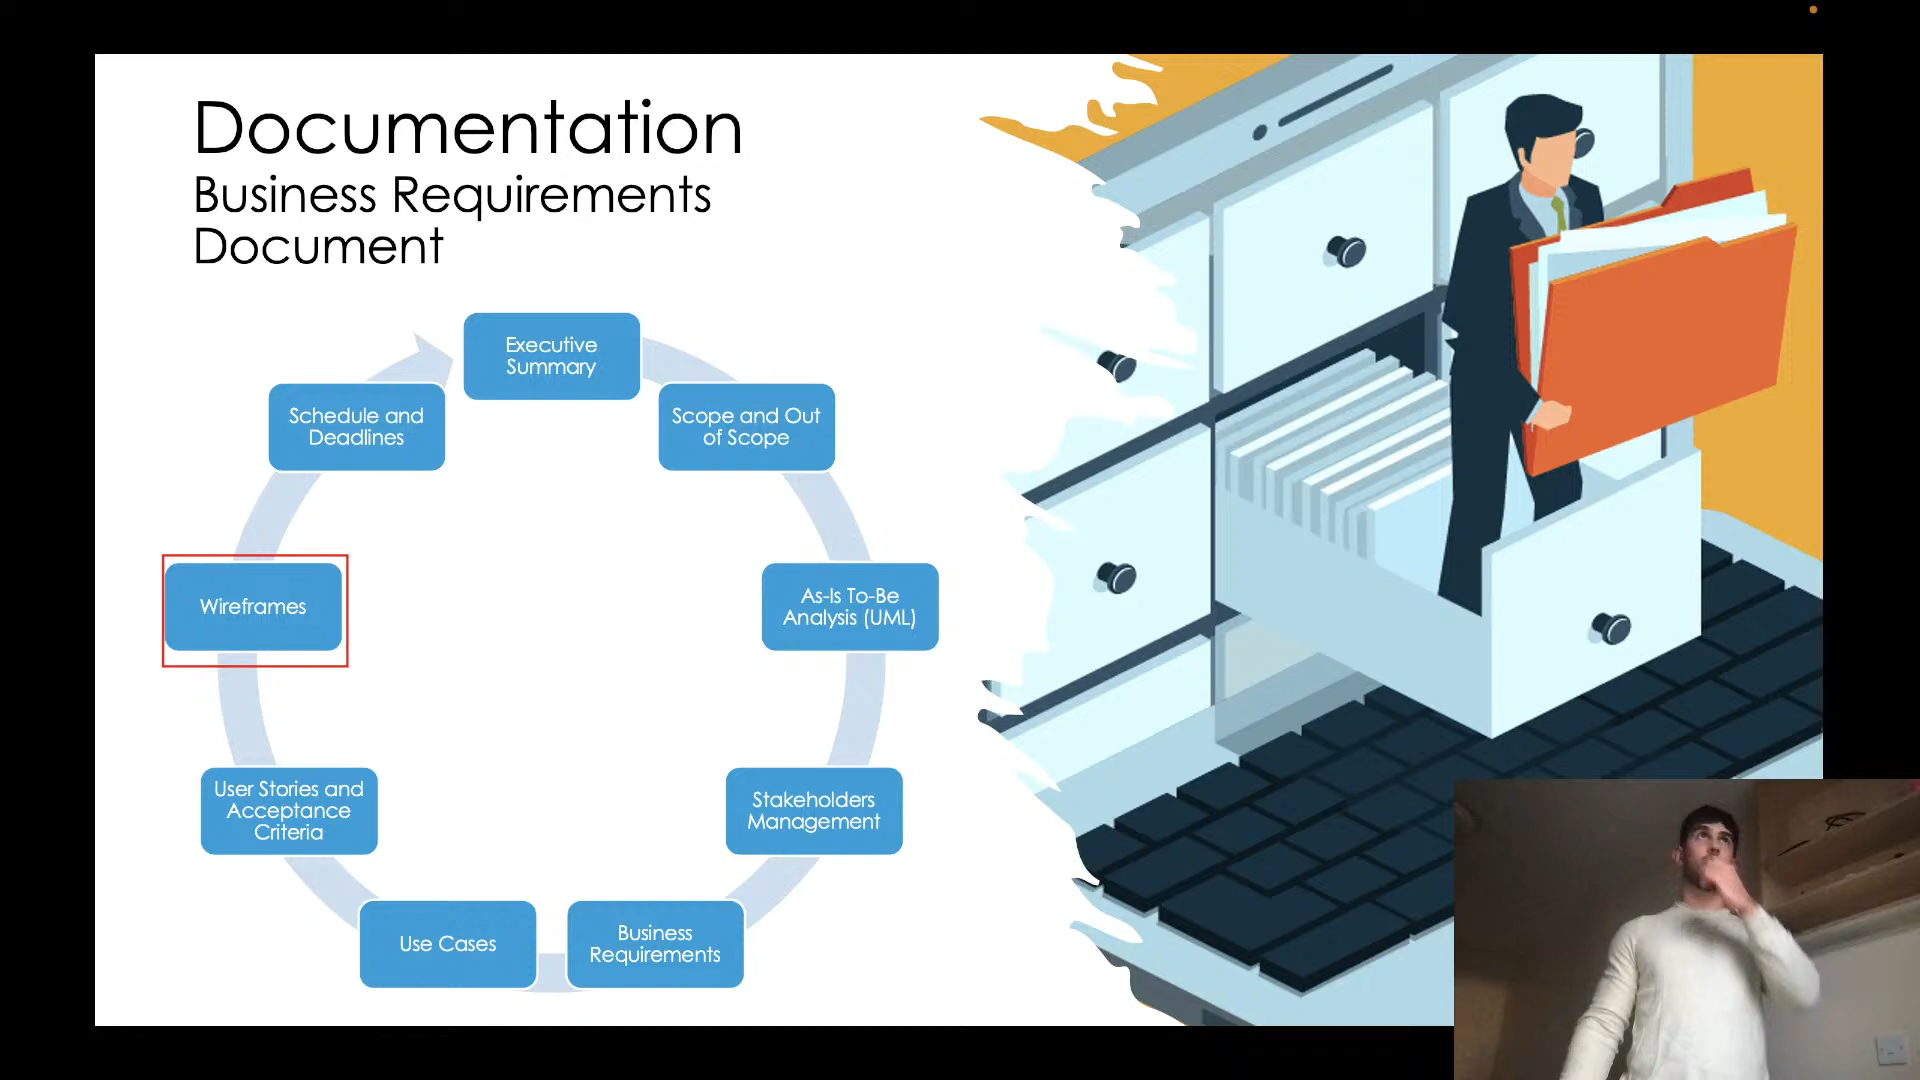 Documentation
Business Requirements
Document
Executive
Summary
Scope and Out
of Scope
As-Is To-Be
Analysis (UML)
Stakeholders
Management
Business
Requirements
Use Cases
User Stories and
Acceptance
Criteria
Wireframes
Schedule and
Deadlines